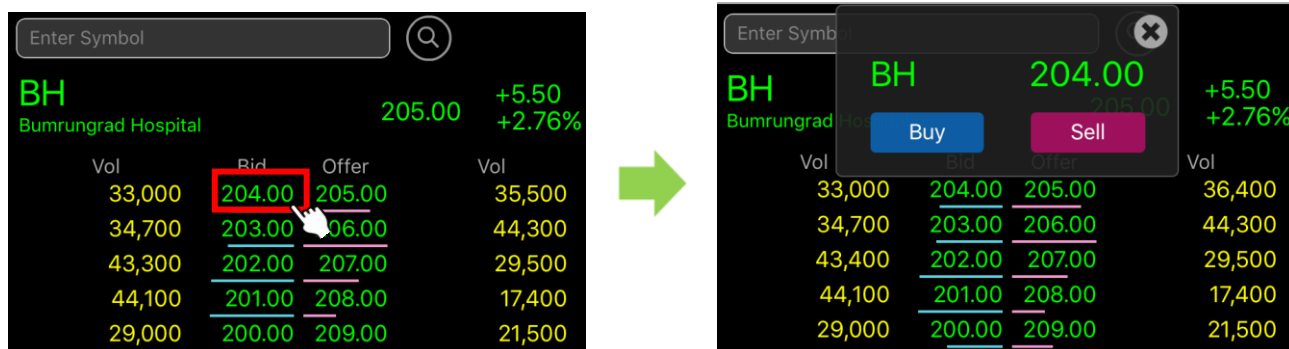 Enter Symbol
BH
205.00
+5.50
Bumrungrad Hospital
+2.76%
Vol Bid Offer Vol
33,000 204.00 205.00 35,500
34,700 203.00 206.00 44,300
43,300 202.00 207.00 29,500
44,100 201.00 208.00 17,400
29,000 200.00 209.00 21,500
Enter Symbol
BH 204.00
BH
205.00
+5.50
Bumrungrad Hos
+2.76%
Buy Sell
Vol Bid Offer Vol
33,000 204.00 205.00 36,400
34,700 203.00 206.00 44,300
43,400 202.00 207.00 29,500
44,100 201.00 208.00 17,400
29,000 200.00 209.00 21,500